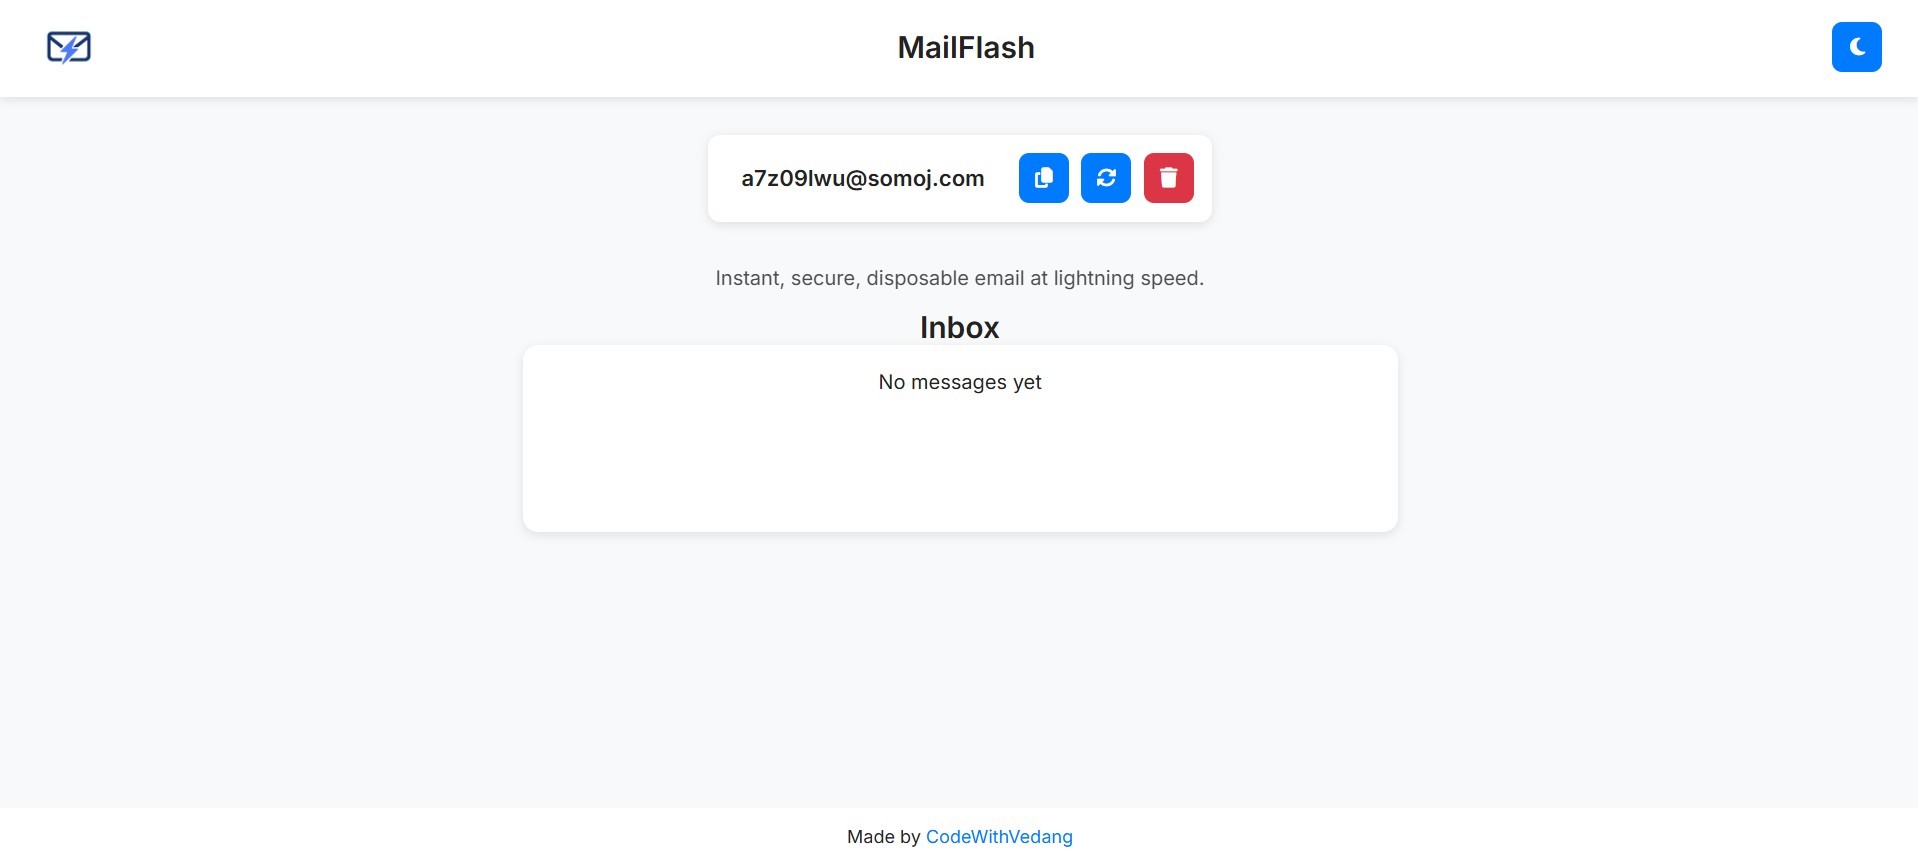 MailFlash
a7z09lwu@somoj.com
Instant, secure, disposable email at lightning speed.
Inbox
No messages yet
Made by CodeWithVedang